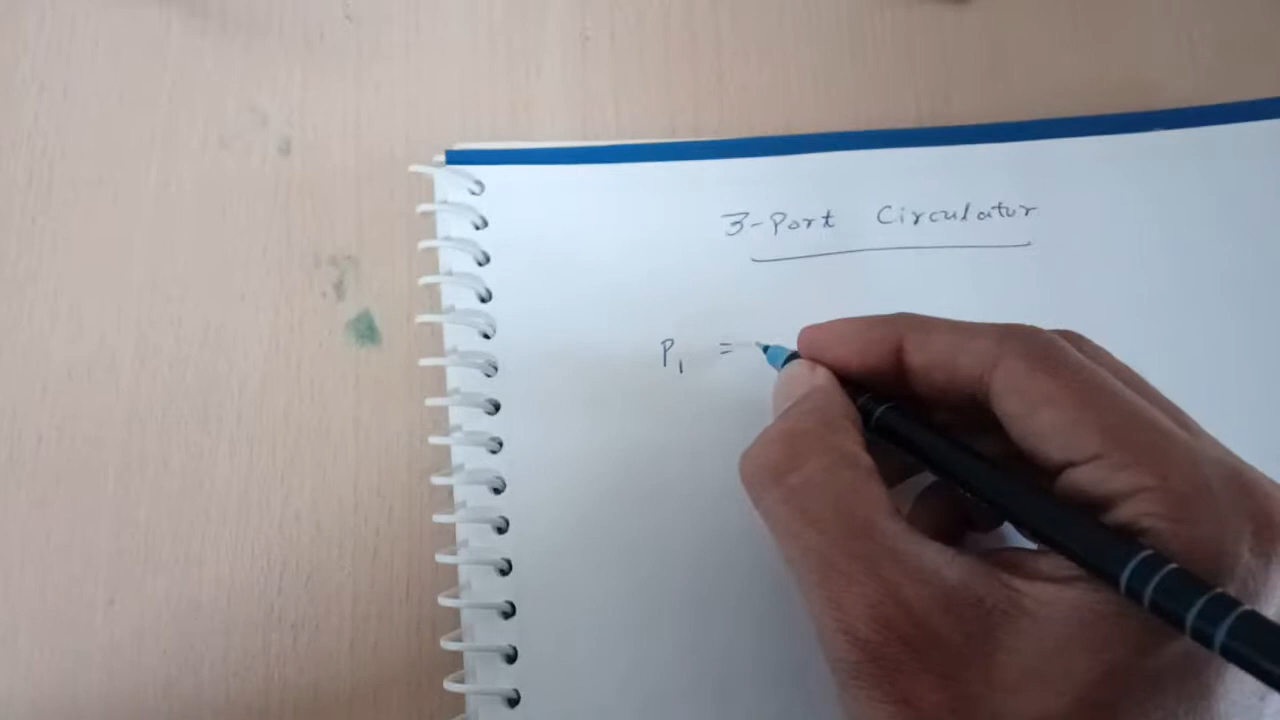 3-Port Circulator
P₁ =